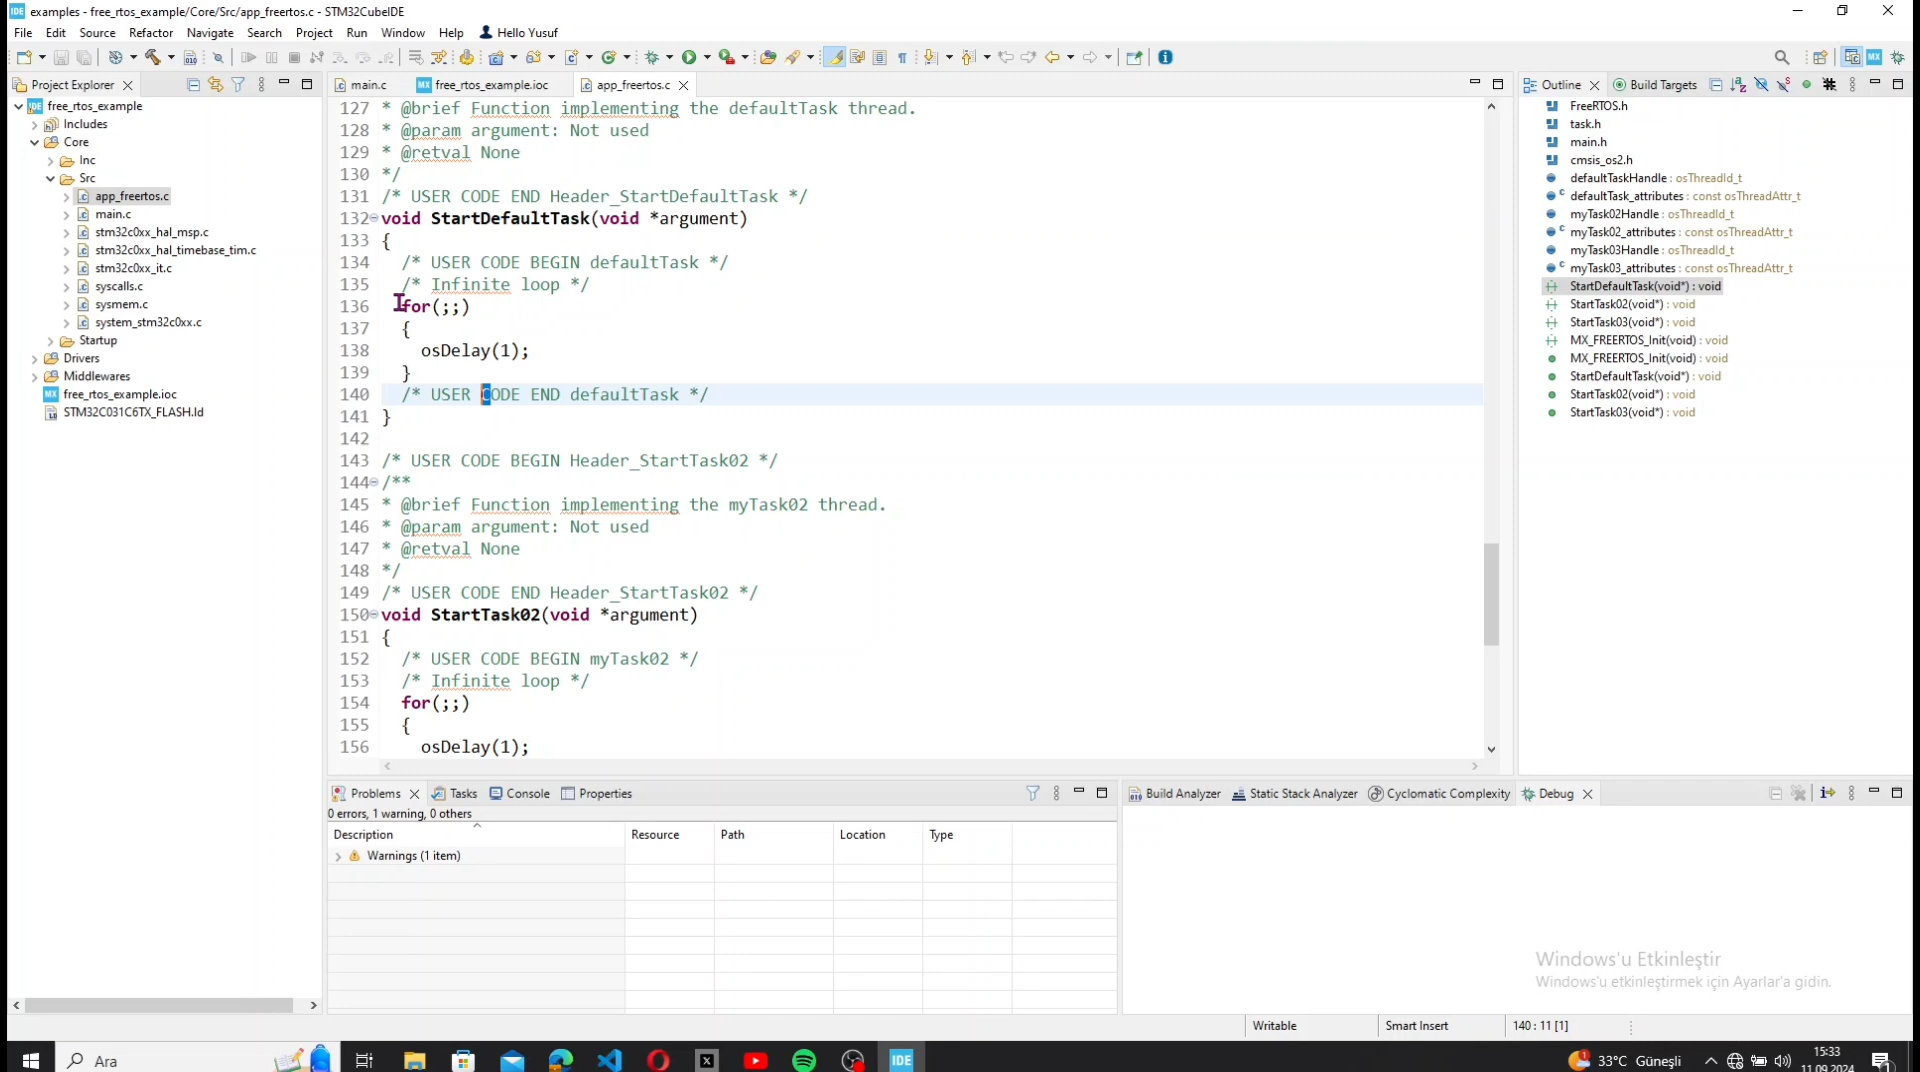 IDE examples - free_rtos_example/Core/Src/app_freertos.c - STM32CubeIDE
File Edit Source Refactor Navigate Search Project Run Window Help Hello Yusuf
Project Explorer
free_rtos_example
Includes
Core
Inc
Src
app_freertos.c
main.c
stm32c0xx_hal_msp.c
stm32c0xx_hal_timebase_tim.c
stm32c0xx_it.c
syscalls.c
sysmem.c
system_stm32c0xx.c
Startup
Drivers
Middlewares
MX free_rtos_example.ioc
STM32C031C6TX_FLASH.ld
main.c MX free_rtos_example.ioc app_freertos.c
127 * @brief Function implementing the defaultTask thread.
128 * @param argument: Not used
129 * @retval None
130 */
131 /* USER CODE END Header_StartDefaultTask */
132 void StartDefaultTask(void *argument)
133 {
134 /* USER CODE BEGIN defaultTask */
135 /* Infinite loop */
136 for(;;)
137 {
138 osDelay(1);
139 }
140 /* USER CODE END defaultTask */
141 }
142
143 /* USER CODE BEGIN Header_StartTask02 */
144 /**
145 * @brief Function implementing the myTask02 thread.
146 * @param argument: Not used
147 * @retval None
148 */
149 /* USER CODE END Header_StartTask02 */
150 void StartTask02(void *argument)
151 {
152 /* USER CODE BEGIN myTask02 */
153 /* Infinite loop */
154 for(;;)
155 {
156 osDelay(1);
Outline Build Targets
FreeRTOS.h
task.h
main.h
cmsis_os2.h
defaultTaskHandle : osThreadId_t
defaultTask_attributes : const osThreadAttr_t
myTask02Handle : osThreadId_t
myTask02_attributes : const osThreadAttr_t
myTask03Handle : osThreadId_t
myTask03_attributes : const osThreadAttr_t
StartDefaultTask(void*) : void
StartTask02(void*) : void
StartTask03(void*) : void
MX_FREERTOS_Init(void) : void
MX_FREERTOS_Init(void) : void
StartDefaultTask(void*) : void
StartTask02(void*) : void
StartTask03(void*) : void
Problems Tasks Console Properties
0 errors, 1 warning, 0 others
Description Resource Path Location Type
Warnings (1 item)
Build Analyzer Static Stack Analyzer Cyclomatic Complexity Debug
Windows'u Etkinleştir
Windows'u etkinleştirmek için Ayarlar'a gidin.
Writable Smart Insert 140 : 11 [1]
Ara IDE 33°C Güneşli 15:33
11.09.2024